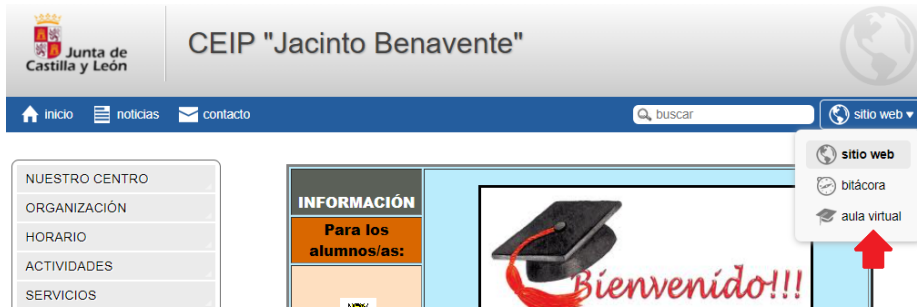 Junta de
Castilla y León
CEIP "Jacinto Benavente"
inicio
noticias
contacto
buscar
sitio web
sitio web
bitácora
aula virtual
NUESTRO CENTRO
ORGANIZACIÓN
HORARIO
ACTIVIDADES
SERVICIOS
INFORMACIÓN
Para los
alumnos/as:
Bienvenido!!!